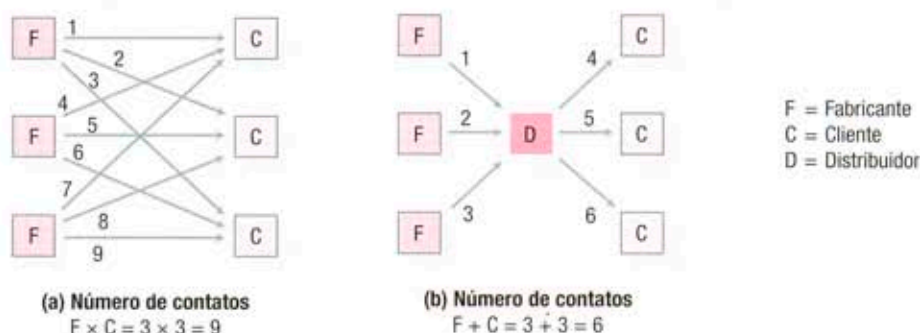 F
1
C
2
3
4
F
5
C
6
7
F
8
C
9
(a) Número de contatos
F × C = 3 × 3 = 9
F
C
1
4
F
2
D
5
C
3
6
F
C
(b) Número de contatos
F + C = 3 + 3 = 6
F = Fabricante
C = Cliente
D = Distribuidor